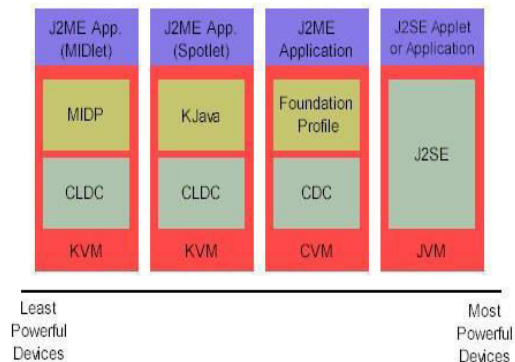 J2ME App.
(MIDlet)
MIDP
CLDC
KVM
J2ME App.
(Spotlet)
KJava
CLDC
KVM
J2ME
Application
Foundation
Profile
CDC
CVM
J2SE Applet
or Application
J2SE
JVM
Least
Powerful
Devices
Most
Powerful
Devices